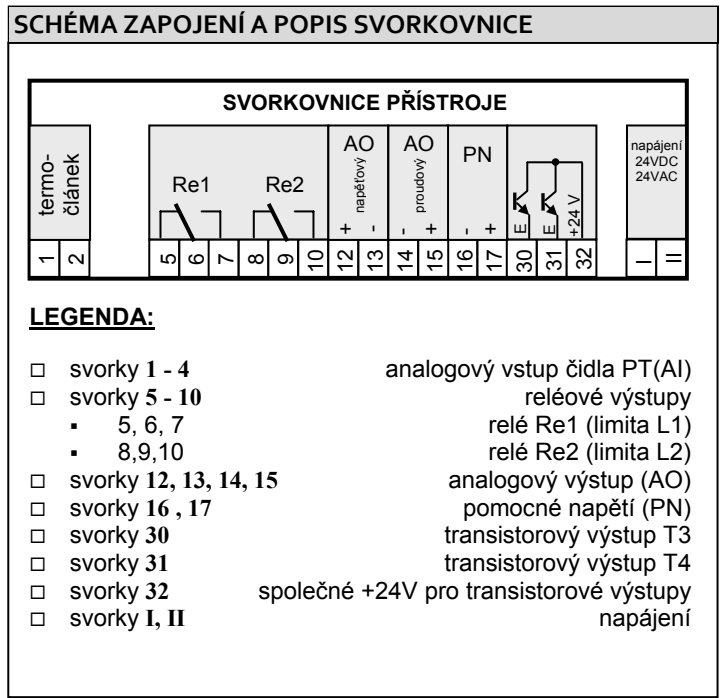 SCHÉMA ZAPOJENÍ A POPIS SVORKOVNICE
SVORKOVNICE PŘÍSTROJE
termo-
článek
Re1
Re2
AO
napěťový
+ -
AO
proudový
- +
PN
- +
E
E
+24 V
napájení
24VDC
24VAC
1 2 5 6 7 8 9 10 12 13 14 15 16 17 30 31 32 I II
LEGENDA:
□ svorky 1 - 4 analogový vstup čidla PT(AI)
□ svorky 5 - 10 reléové výstupy
▪ 5, 6, 7 relé Re1 (limita L1)
▪ 8,9,10 relé Re2 (limita L2)
□ svorky 12, 13, 14, 15 analogový výstup (AO)
□ svorky 16 , 17 pomocné napětí (PN)
□ svorky 30 transistorový výstup T3
□ svorky 31 transistorový výstup T4
□ svorky 32 společné +24V pro transistorové výstupy
□ svorky I, II napájení